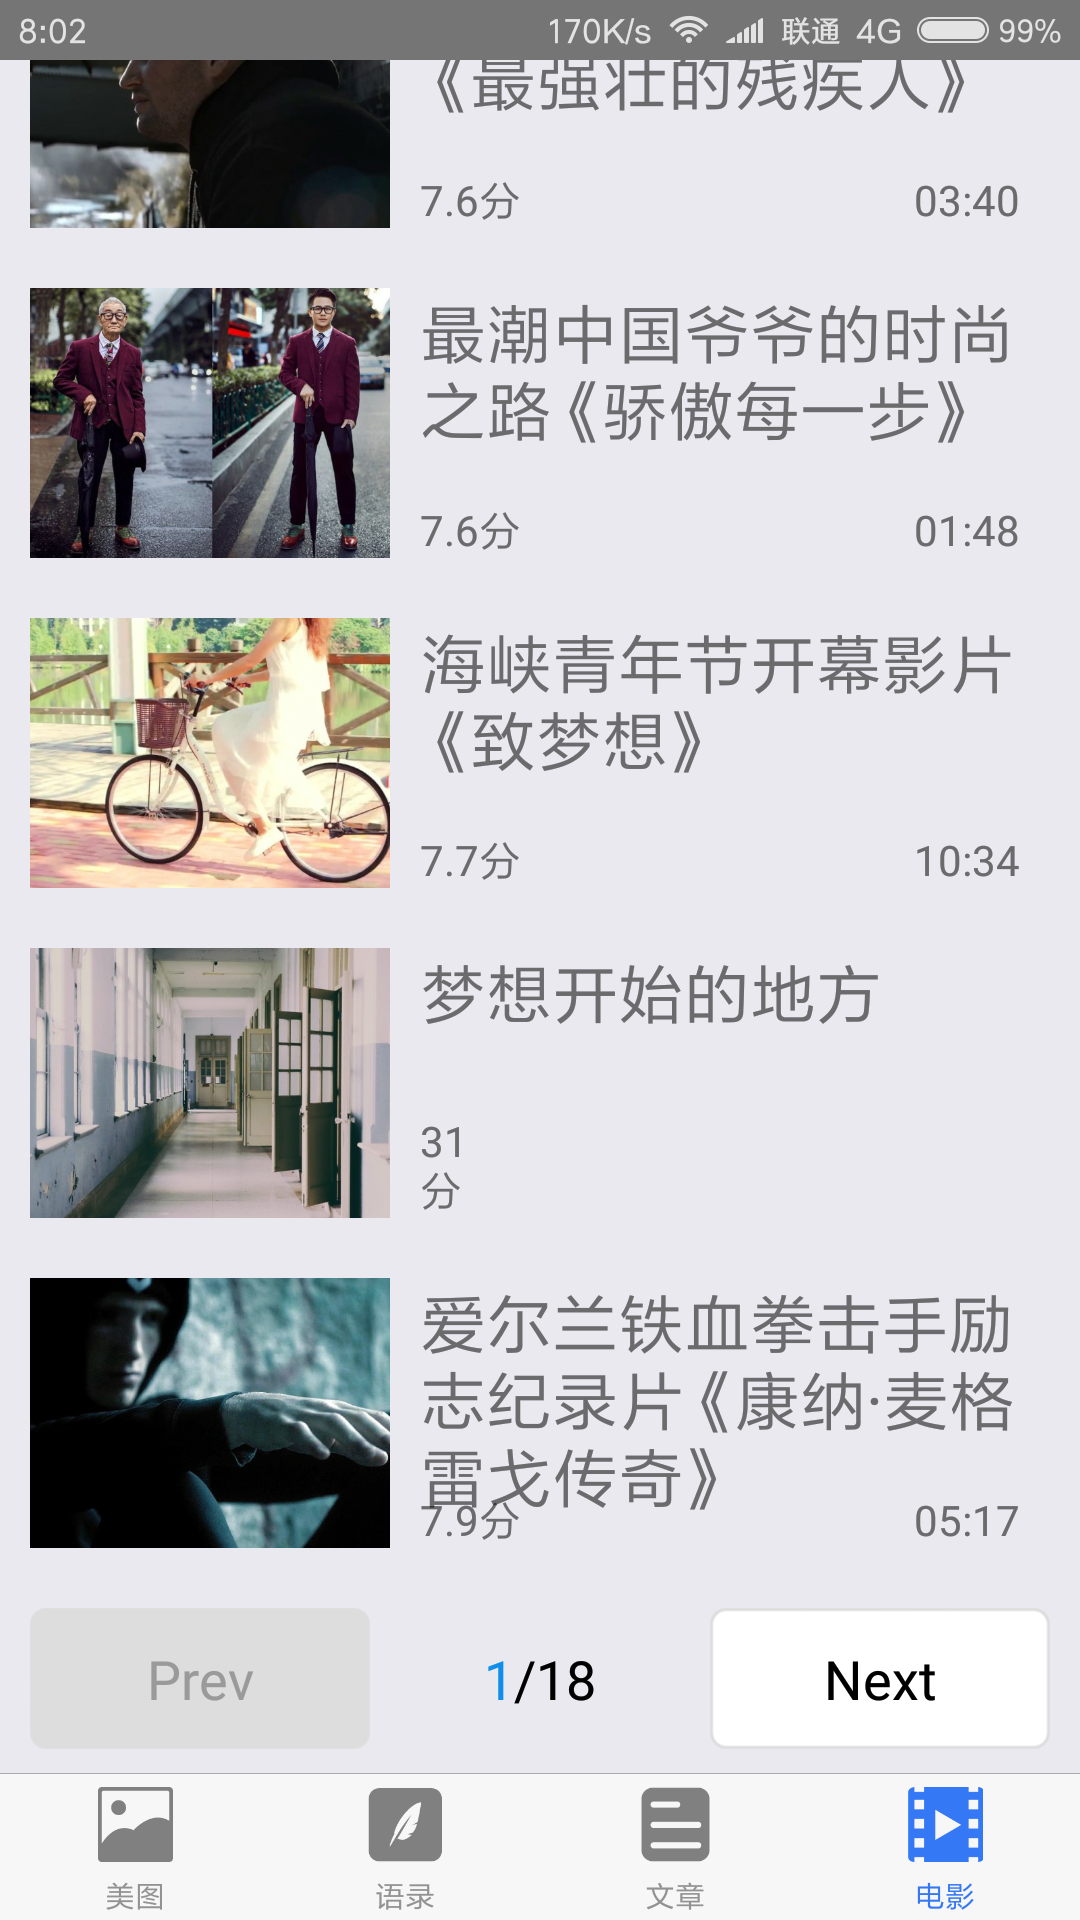 8:02 170K/s 联通 4G 99%
《最强壮的残疾人》
7.6分 03:40
最潮中国爷爷的时尚
之路《骄傲每一步》
7.6分 01:48
海峡青年节开幕影片
《致梦想》
7.7分 10:34
梦想开始的地方
31
分
爱尔兰铁血拳击手励
志纪录片《康纳·麦格
雷戈传奇》
7.9分 05:17
Prev 1/18 Next
美图 语录 文章 电影